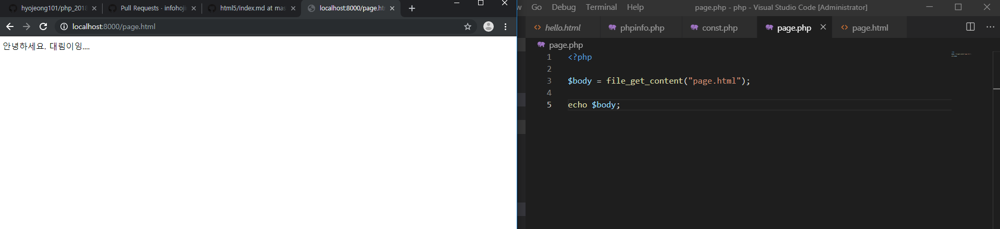 hyojeong101/php_2018
Pull Requests · infohoji
html5/index.md at mas
localhost:8000/page.ht
localhost:8000/page.html
안녕하세요. 대림이잉....
w Go Debug Terminal Help
page.php - php - Visual Studio Code [Administrator]
hello.html
phpinfo.php
const.php
page.php
page.html
page.php
1 <?php
2
3 $body = file_get_content("page.html");
4
5 echo $body;